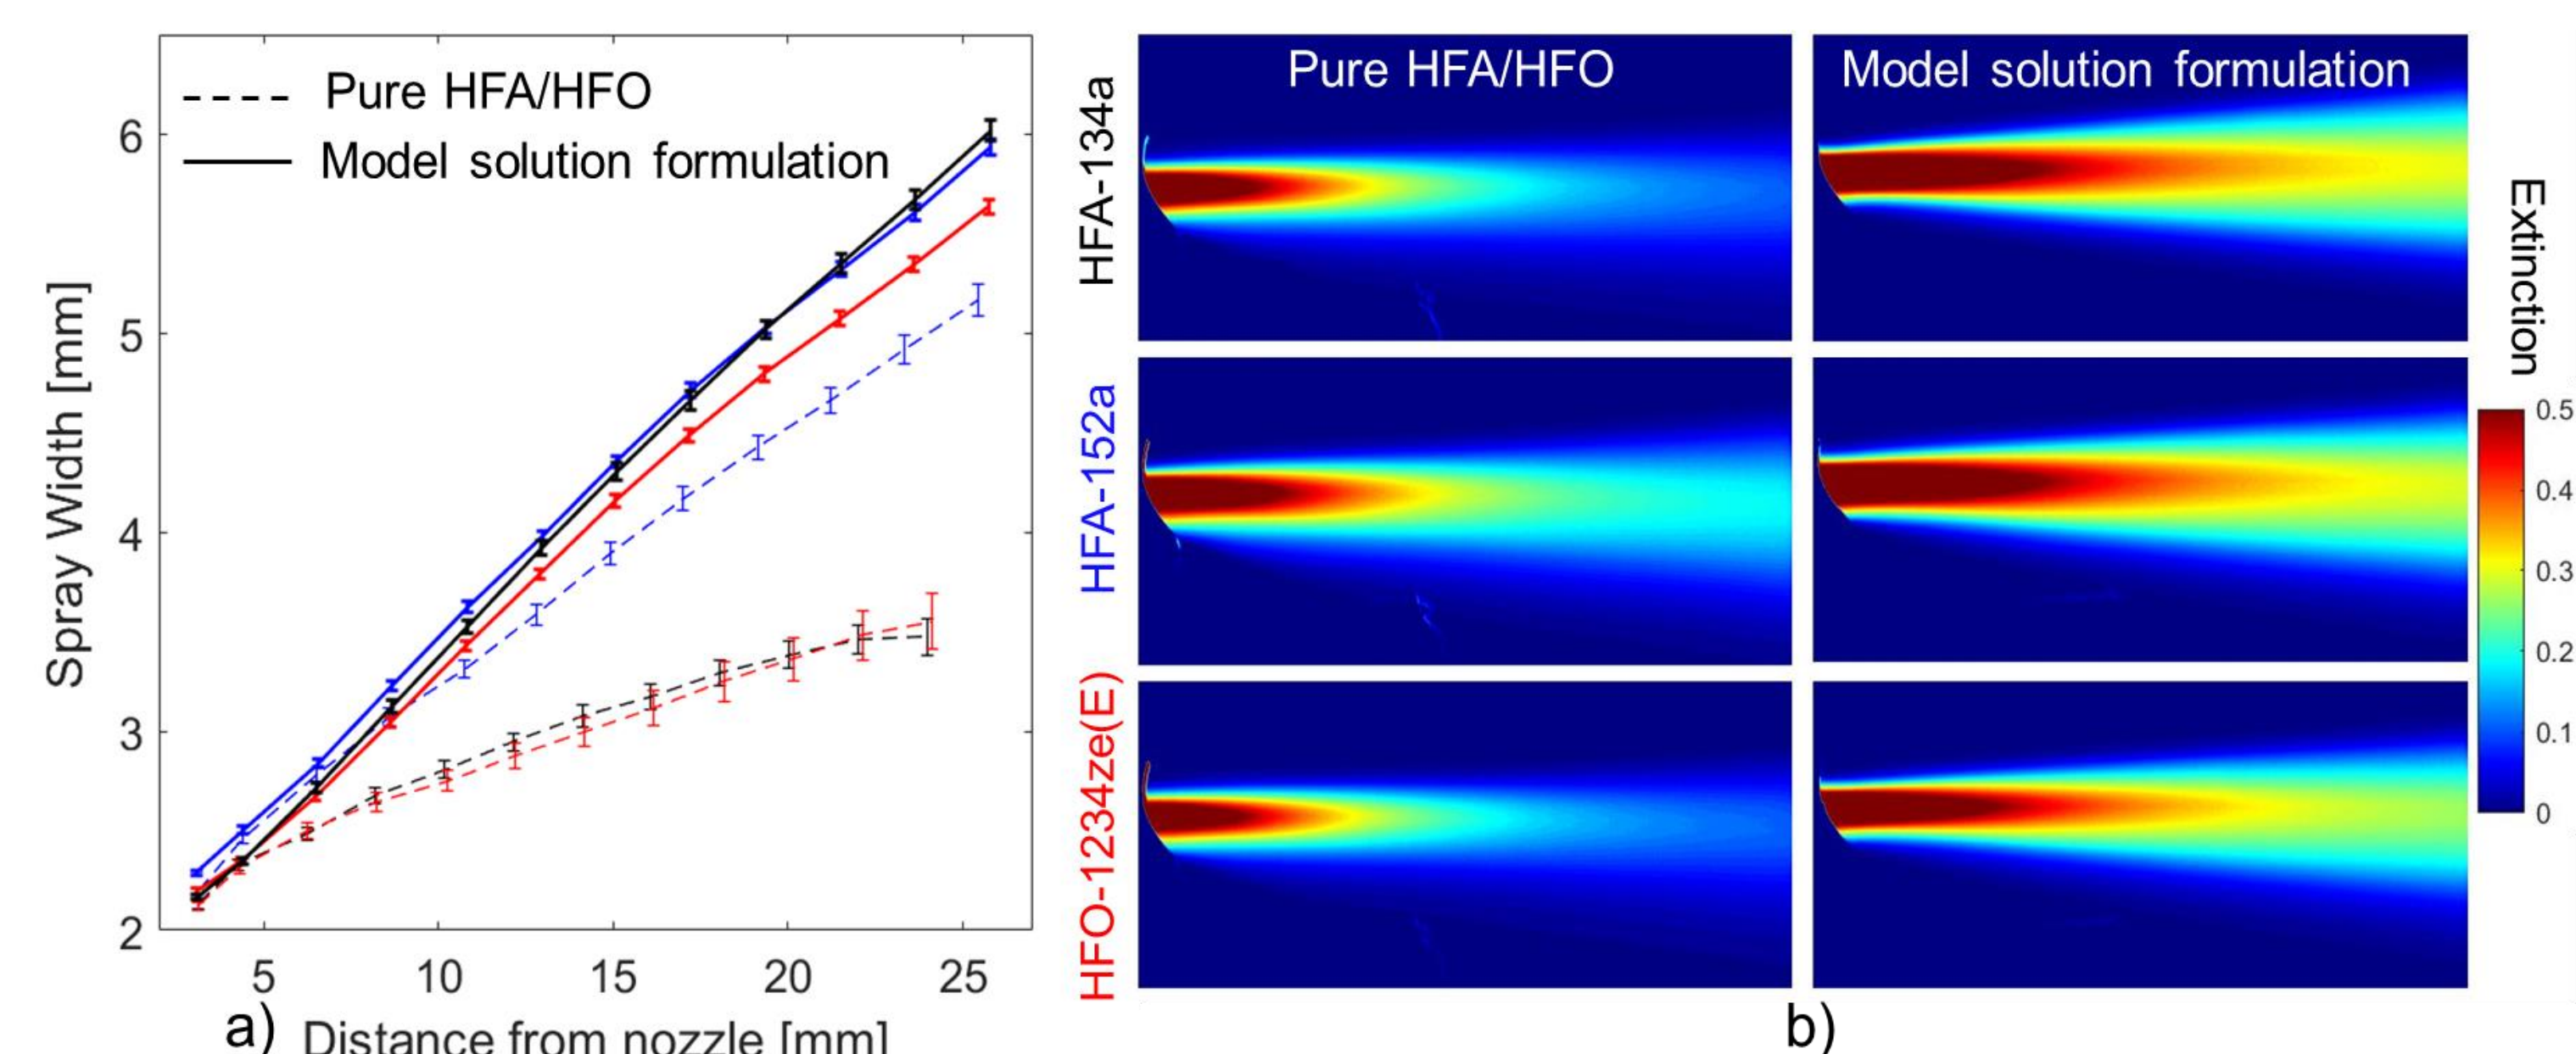 Pure HFA/HFO
Model solution formulation
Spray Width [mm]
6
5
4
3
2
5 10 15 20 25
a) Distance from nozzle [mm]
Pure HFA/HFO
Model solution formulation
HFA-134a
HFA-152a
HFO-1234ze(E)
Extinction
0.5
0.4
0.3
0.2
0.1
0
b)